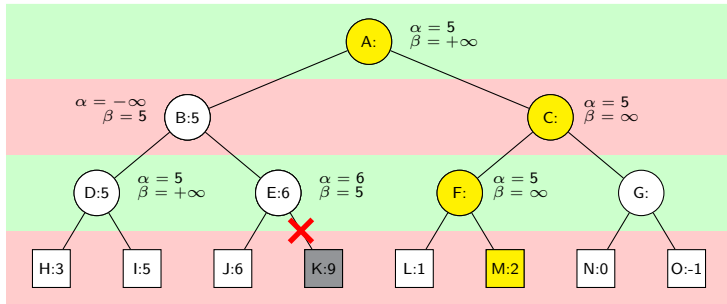 A:
α = 5
β = +∞
α = −∞
β = 5
B:5
C:
α = 5
β = ∞
D:5
α = 5
β = +∞
E:6
α = 6
β = 5
F:
α = 5
β = ∞
G:
H:3
I:5
J:6
K:9
L:1
M:2
N:0
O:-1